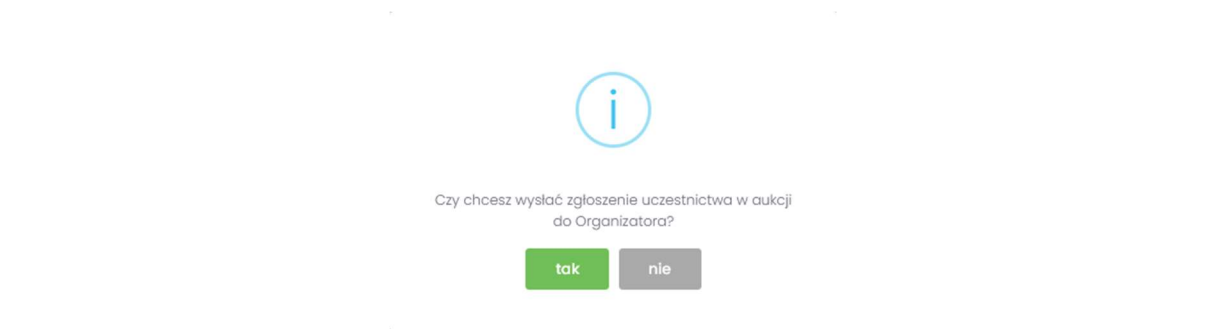 Czy chcesz wysłać zgłoszenie uczestnictwa w aukcji
do Organizatora?
tak nie